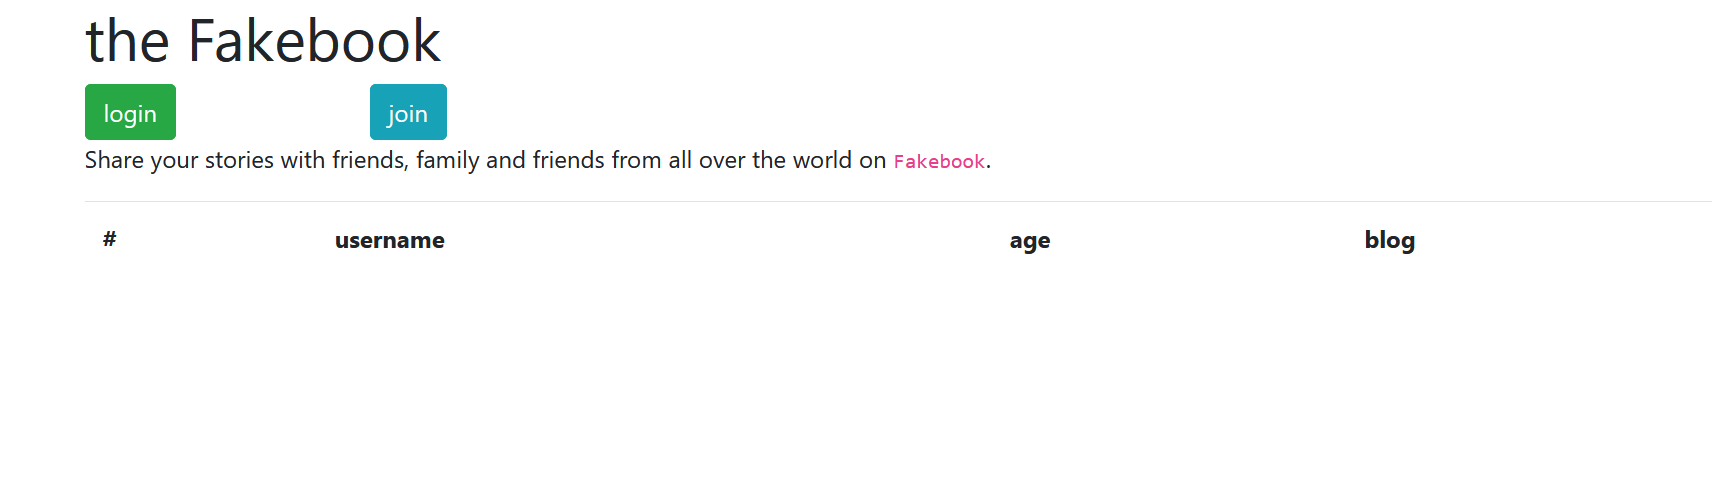 the Fakebook
login join
Share your stories with friends, family and friends from all over the world on Fakebook.
# username age blog